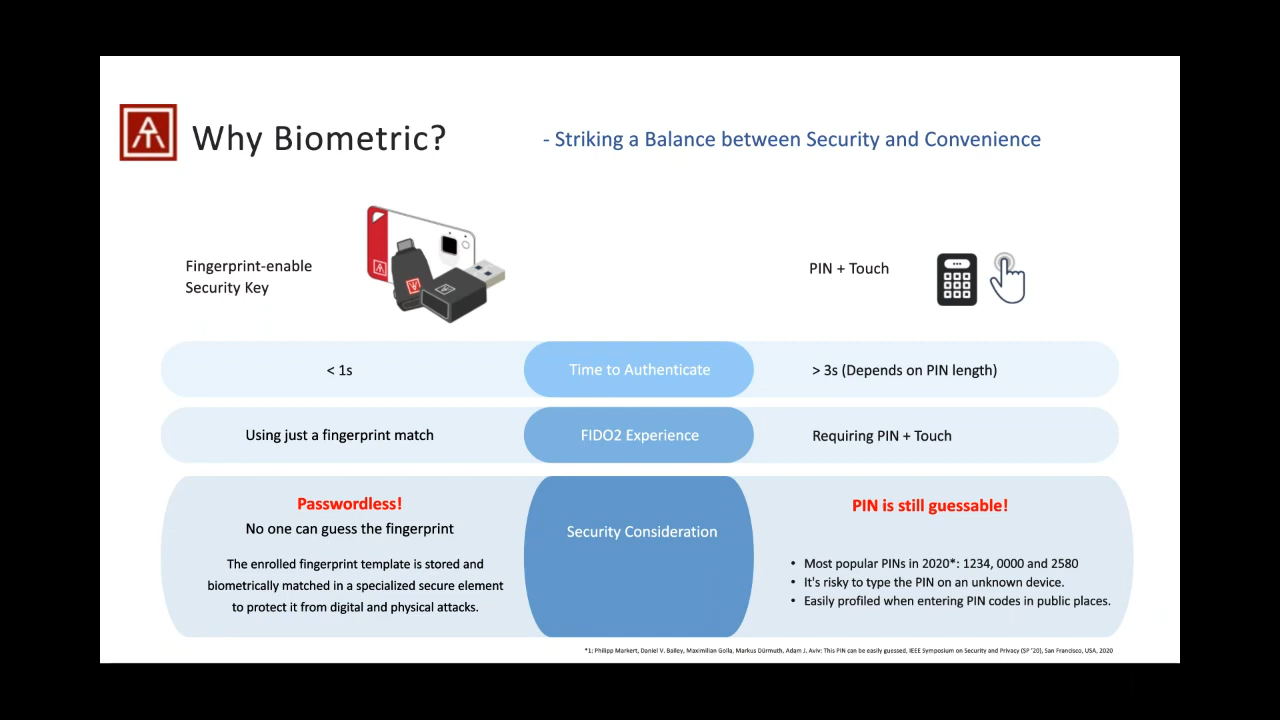 Why Biometric?
- Striking a Balance between Security and Convenience
Fingerprint-enable
Security Key
PIN + Touch
< 1s
Time to Authenticate
> 3s (Depends on PIN length)
Using just a fingerprint match
FIDO2 Experience
Requiring PIN + Touch
Passwordless!
No one can guess the fingerprint
The enrolled fingerprint template is stored and
biometrically matched in a specialized secure element
to protect it from digital and physical attacks.
Security Consideration
PIN is still guessable!
• Most popular PINs in 2020*: 1234, 0000 and 2580
• It's risky to type the PIN on an unknown device.
• Easily profiled when entering PIN codes in public places.
*1: Philipp Markert, Daniel V. Bailey, Maximilian Golla, Markus Dürmuth, Adam J. Aviv: This PIN can be easily guessed, IEEE Symposium on Security and Privacy (SP '20), San Francisco, USA, 2020